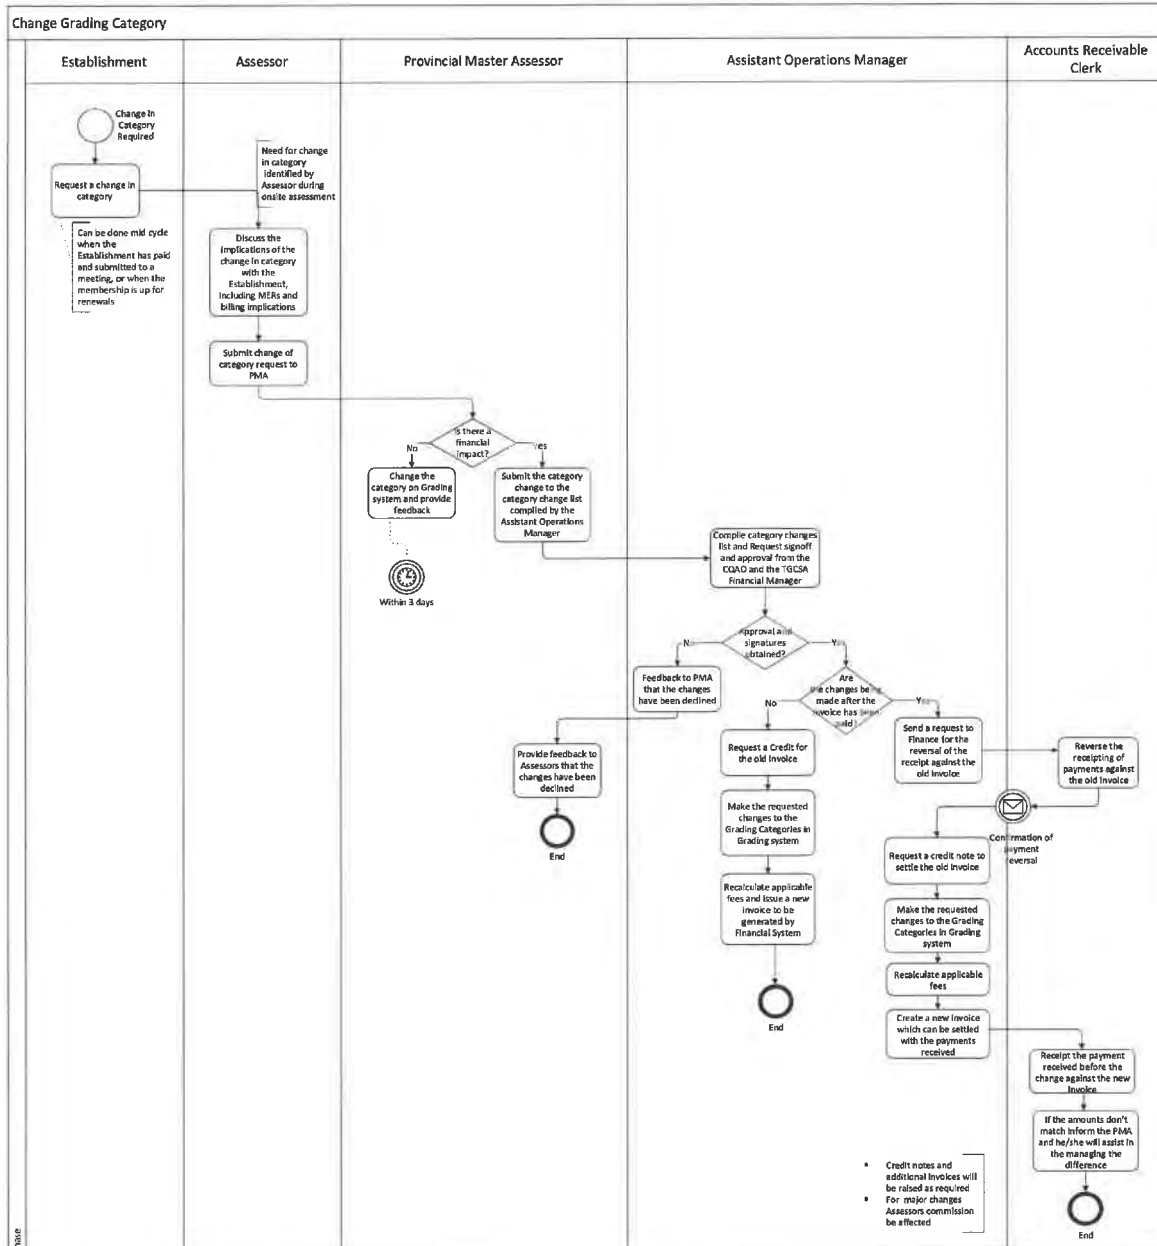 Change Grading Category
Establishment
Assessor
Provincial Master Assessor
Assistant Operations Manager
Accounts Receivable
Clerk
Change In
Category
Required
Request a change in
category
Can be done mid cycle
when the
Establishment has paid
and submitted to a
meeting, or when the
membership is up for
renewals
Need for change
in category
identified by
Assessor during
onsite assessment
Discuss the
implications of the
change in category
with the
Establishment,
including MERs and
billing implications
Submit change of
category request to
PMA
Is there a
financial
impact?
No
Yes
Change the
category on Grading
system and provide
feedback
Within 3 days
Submit the category
change to the
category change list
compiled by the
Assistant Operations
Manager
Compile category changes
list and Request signoff
and approval from the
CQAO and the TGCSA
Financial Manager
Approval and
signatures
obtained?
No
Yes
Feedback to PMA
that the changes
have been declined
Provide feedback to
Assessors that the
changes have been
declined
End
Are
the changes being
made after the
invoice has been
paid?
No
Yes
Request a Credit for
the old invoice
Make the requested
changes to the
Grading Categories in
Grading system
Recalculate applicable
fees and issue a new
invoice to be
generated by
Financial System
End
Send a request to
Finance for the
reversal of the
receipt against the
old invoice
Reverse the
receipting of
payments against
the old invoice
Confirmation of
payment
reversal
Request a credit note to
settle the old invoice
Make the requested
changes to the Grading
Categories in Grading
system
Recalculate applicable
fees
Create a new invoice
which can be settled
with the payments
received
Receipt the payment
received before the
change against the new
invoice
If the amounts don't
match inform the PMA
and he/she will assist in
the managing the
difference
End
• Credit notes and
additional invoices will
be raised as required
• For major changes
Assessors commission
be affected